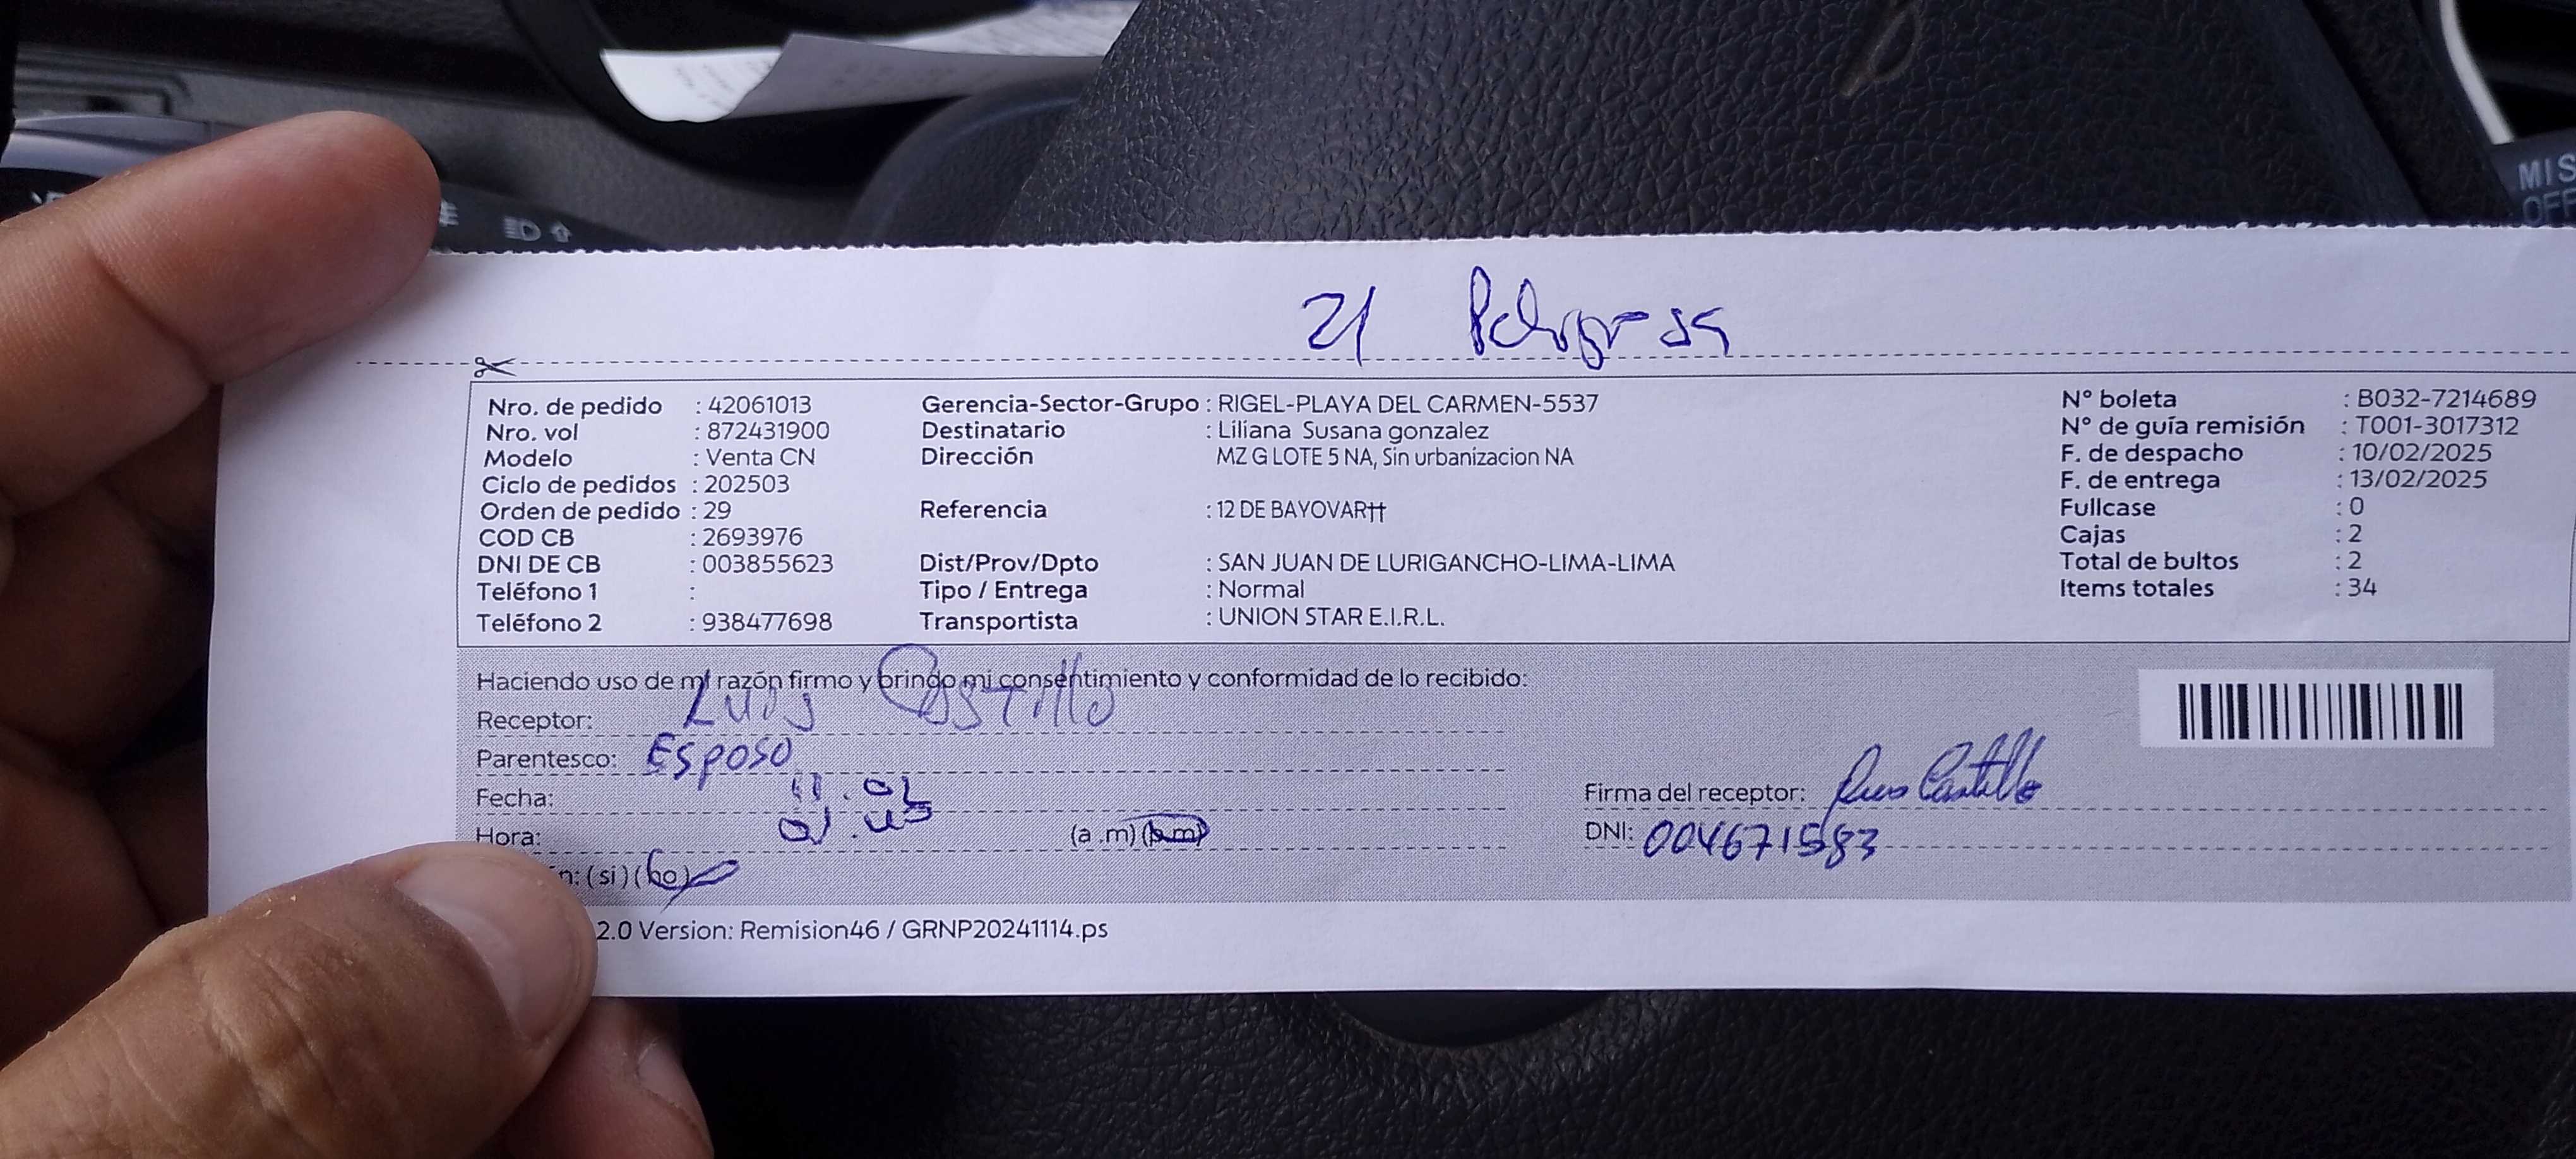 MIS
OFF
21 Peligrosa
Nro. de pedido : 42061013
Nro. vol : 872431900
Modelo : Venta CN
Ciclo de pedidos : 202503
Orden de pedido : 29
COD CB : 2693976
DNI DE CB : 003855623
Teléfono 1 :
Teléfono 2 : 938477698
Gerencia-Sector-Grupo : RIGEL-PLAYA DEL CARMEN-5537
Destinatario : Liliana Susana gonzalez
Dirección MZ G LOTE 5 NA, Sin urbanizacion NA
Referencia : 12 DE BAYOVAR††
Dist/Prov/Dpto : SAN JUAN DE LURIGANCHO-LIMA-LIMA
Tipo / Entrega : Normal
Transportista : UNION STAR E.I.R.L.
N° boleta : B032-7214689
N° de guía remisión : T001-3017312
F. de despacho : 10/02/2025
F. de entrega : 13/02/2025
Fullcase : 0
Cajas : 2
Total de bultos : 2
Items totales : 34
Haciendo uso de mi razón firmo y bringo mi consentimiento y conformidad de lo recibido:
Receptor: Luis Castillo
Parentesco: Esposo
Fecha:
Hora: (a .m) (p.m)
n: (si) (no)
Firma del receptor: Luis Castillo
DNI: 004671583
2.0 Version: Remision46 / GRNP20241114.ps